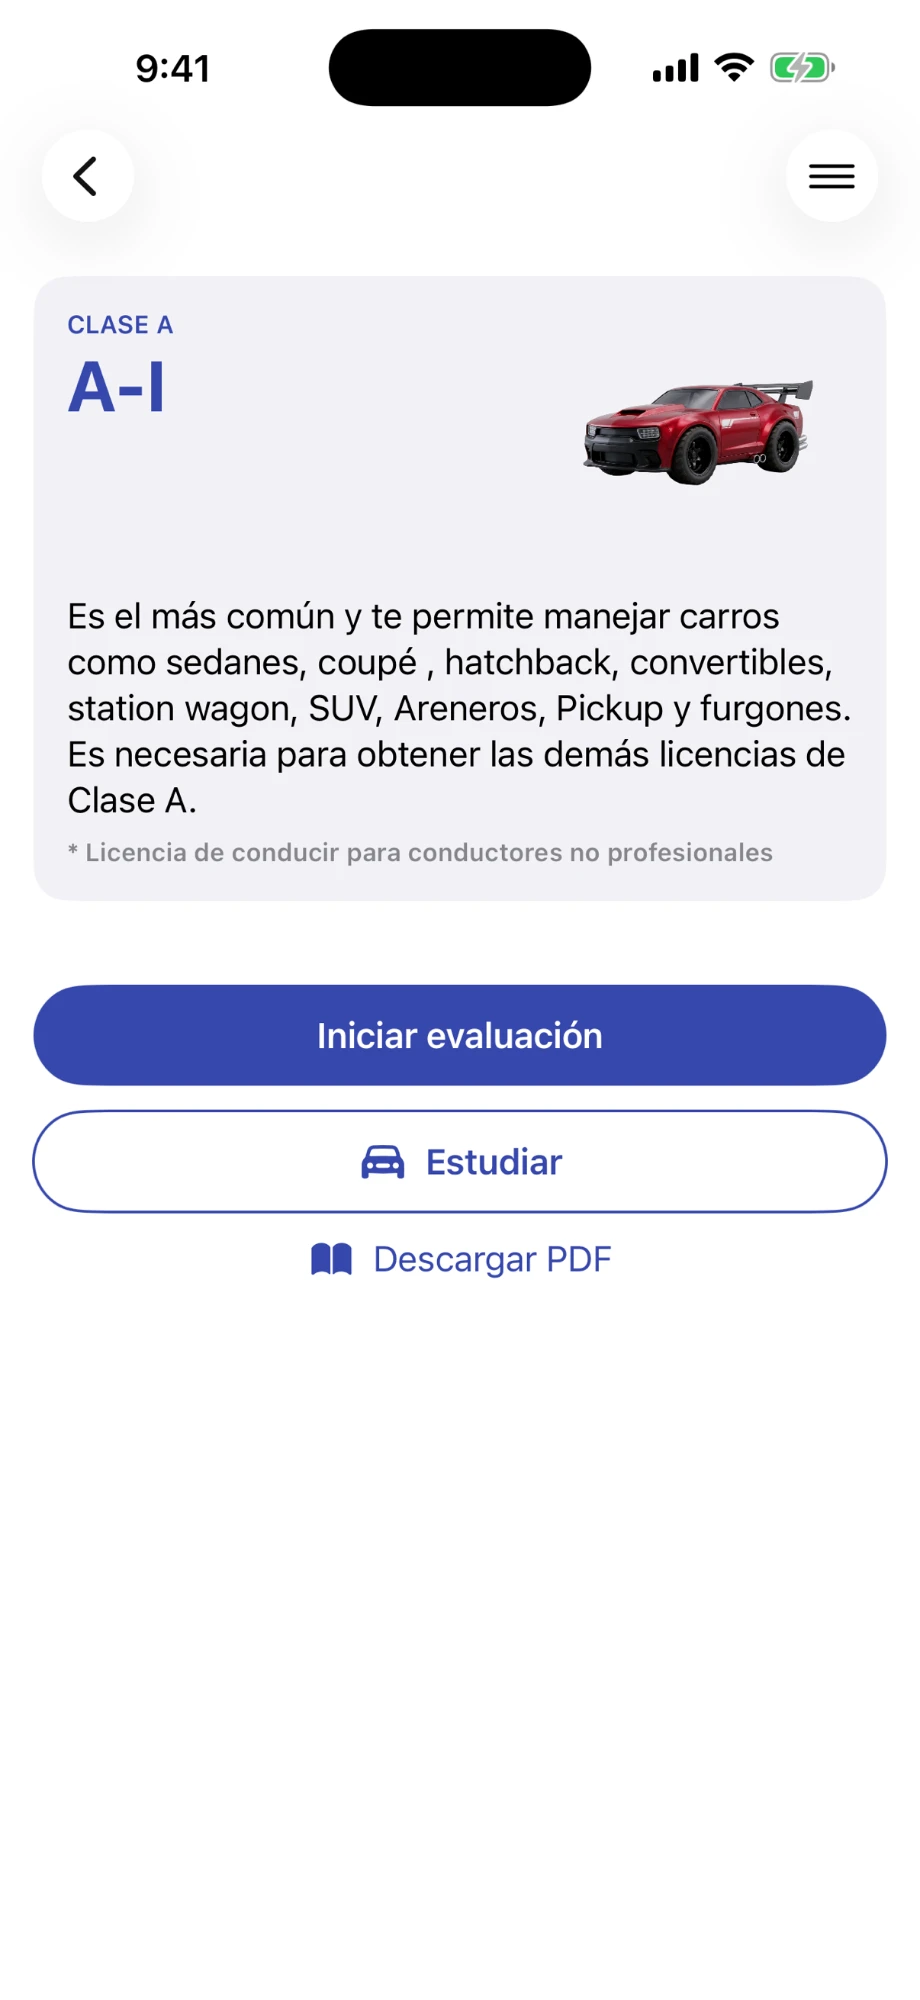 9:41
CLASE A
A-I
Es el más común y te permite manejar carros
como sedanes, coupé , hatchback, convertibles,
station wagon, SUV, Areneros, Pickup y furgones.
Es necesaria para obtener las demás licencias de
Clase A.
* Licencia de conducir para conductores no profesionales
Iniciar evaluación
Estudiar
Descargar PDF